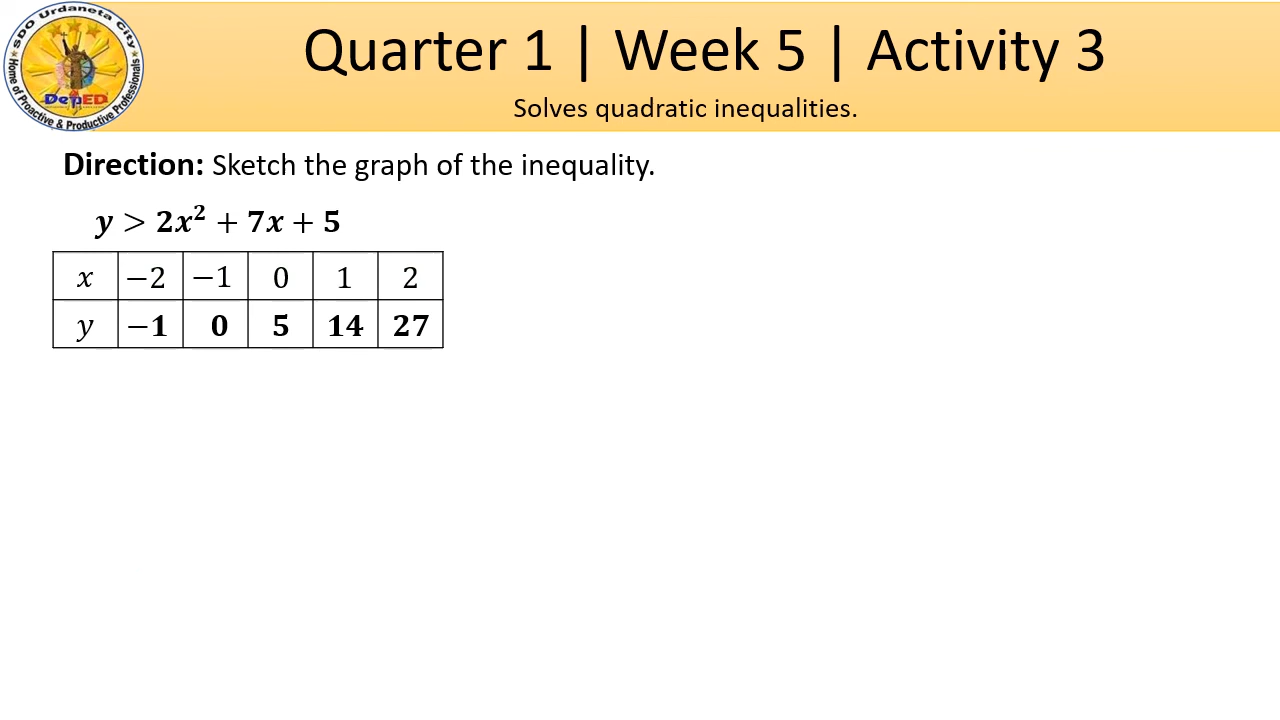 SDO Urdaneta City
DepED
Home of Proactive & Productive Professionals
Quarter 1 | Week 5 | Activity 3
Solves quadratic inequalities.
Direction: Sketch the graph of the inequality.
y > 2x² + 7x + 5
x −2 −1 0 1 2
y −1 0 5 14 27